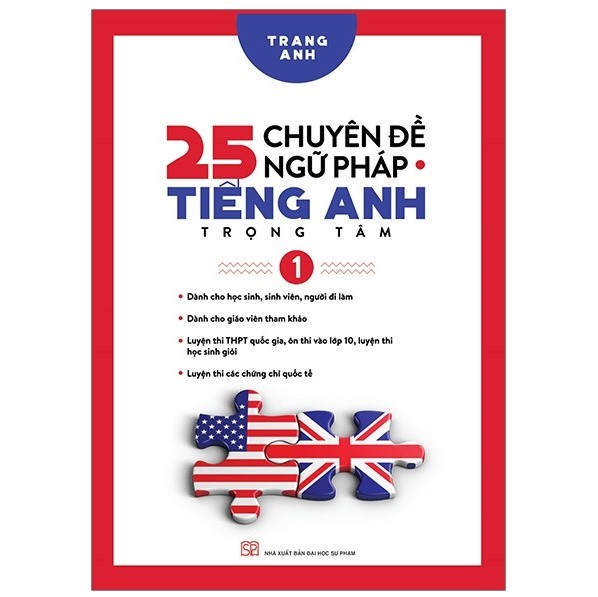 TRANG
ANH
25 CHUYÊN ĐỀ
NGỮ PHÁP
TIẾNG ANH
TRỌNG TÂM
1
• Dành cho học sinh, sinh viên, người đi làm
• Dành cho giáo viên tham khảo
• Luyện thi THPT quốc gia, ôn thi vào lớp 10, luyện thi
học sinh giỏi
• Luyện thi các chứng chỉ quốc tế
SP
NHÀ XUẤT BẢN ĐẠI HỌC SƯ PHẠM